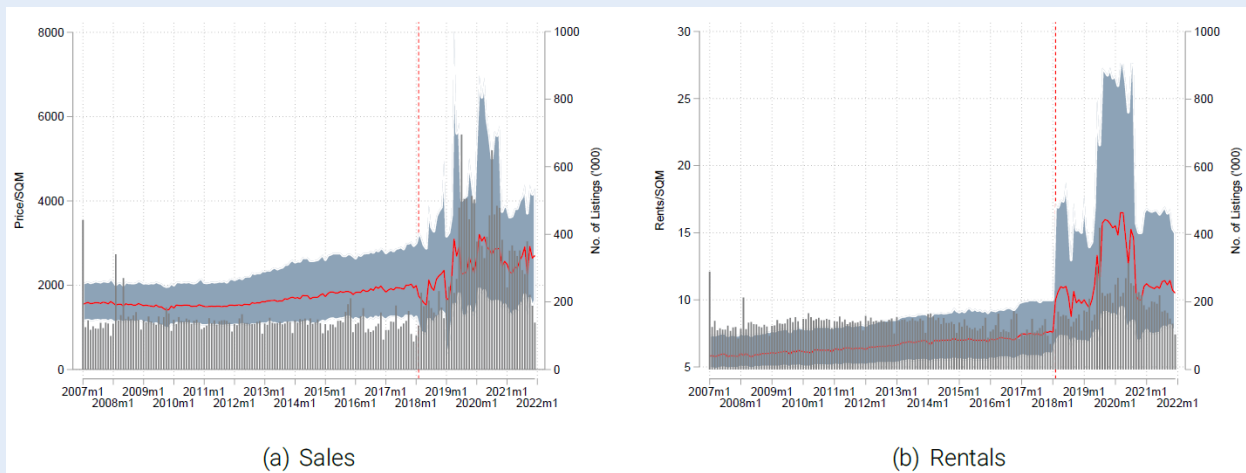 8000
6000
4000
2000
0
Price/SQM
1000
800
600
400
200
0
No. of Listings ('000)
2007m1 2009m1 2011m1 2013m1 2015m1 2017m1 2019m1 2021m1
2008m1 2010m1 2012m1 2014m1 2016m1 2018m1 2020m1 2022m1
(a) Sales
30
25
20
15
10
5
Rents/SQM
1000
800
600
400
200
0
No. of Listings ('000)
2007m1 2009m1 2011m1 2013m1 2015m1 2017m1 2019m1 2021m1
2008m1 2010m1 2012m1 2014m1 2016m1 2018m1 2020m1 2022m1
(b) Rentals